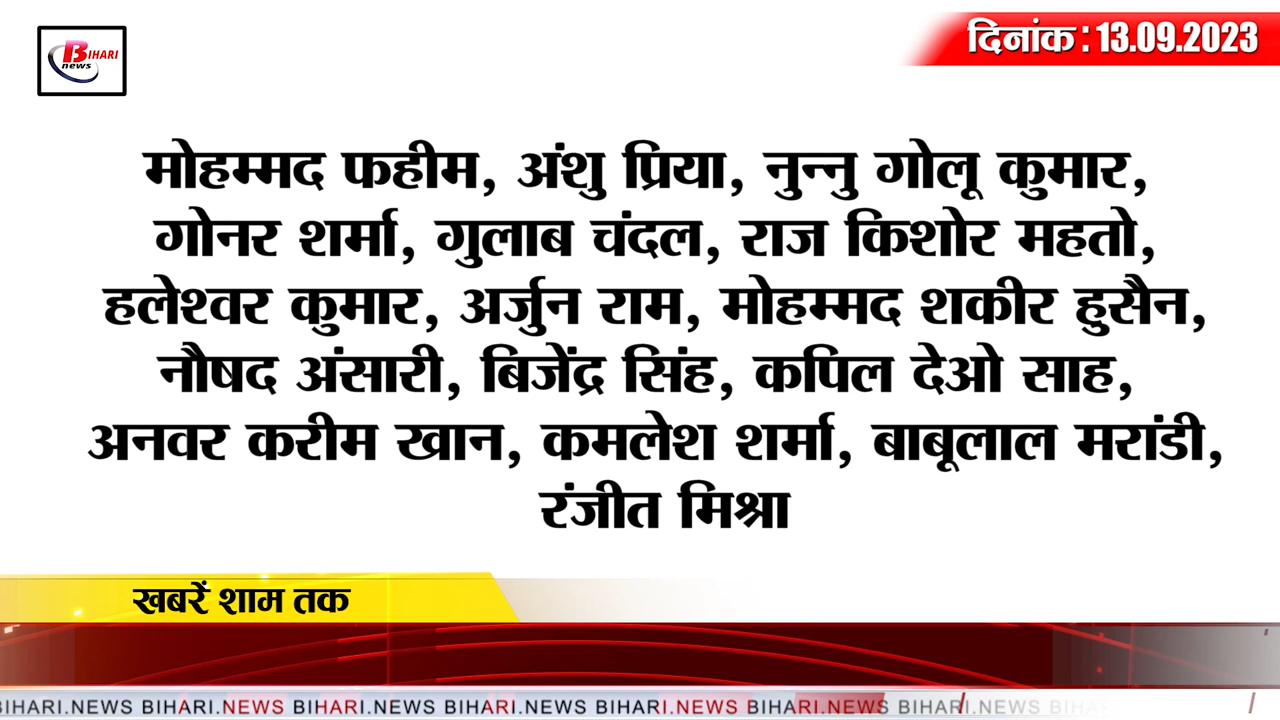 BIHARI
news
दिनांक : 13.09.2023
मोहम्मद फहीम, अंशु प्रिया, नुन्नु गोलू कुमार,
गोनर शर्मा, गुलाब चंदल, राज किशोर महतो,
हलेश्वर कुमार, अर्जुन राम, मोहम्मद शकीर हुसैन,
नौषद अंसारी, बिजेंद्र सिंह, कपिल देओ साह,
अनवर करीम खान, कमलेश शर्मा, बाबूलाल मरांडी,
रंजीत मिश्रा
खबरें शाम तक
BIHARI.NEWS BIHARI.NEWS BIHARI.NEWS BIHARI.NEWS BIHARI.NEWS BIHARI.NEWS BIHARI.NEWS